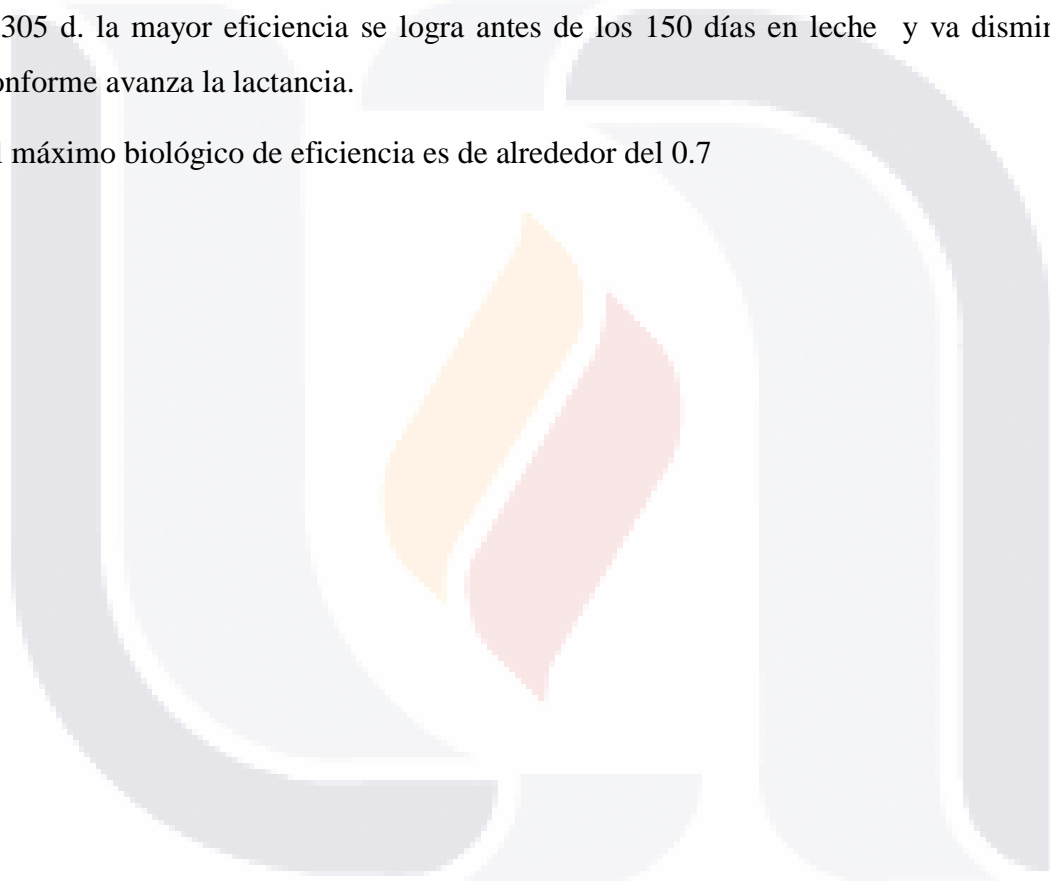 305 d. la mayor eficiencia se logra antes de los 150 días en leche y va dismin
onforme avanza la lactancia.
l máximo biológico de eficiencia es de alrededor del 0.7